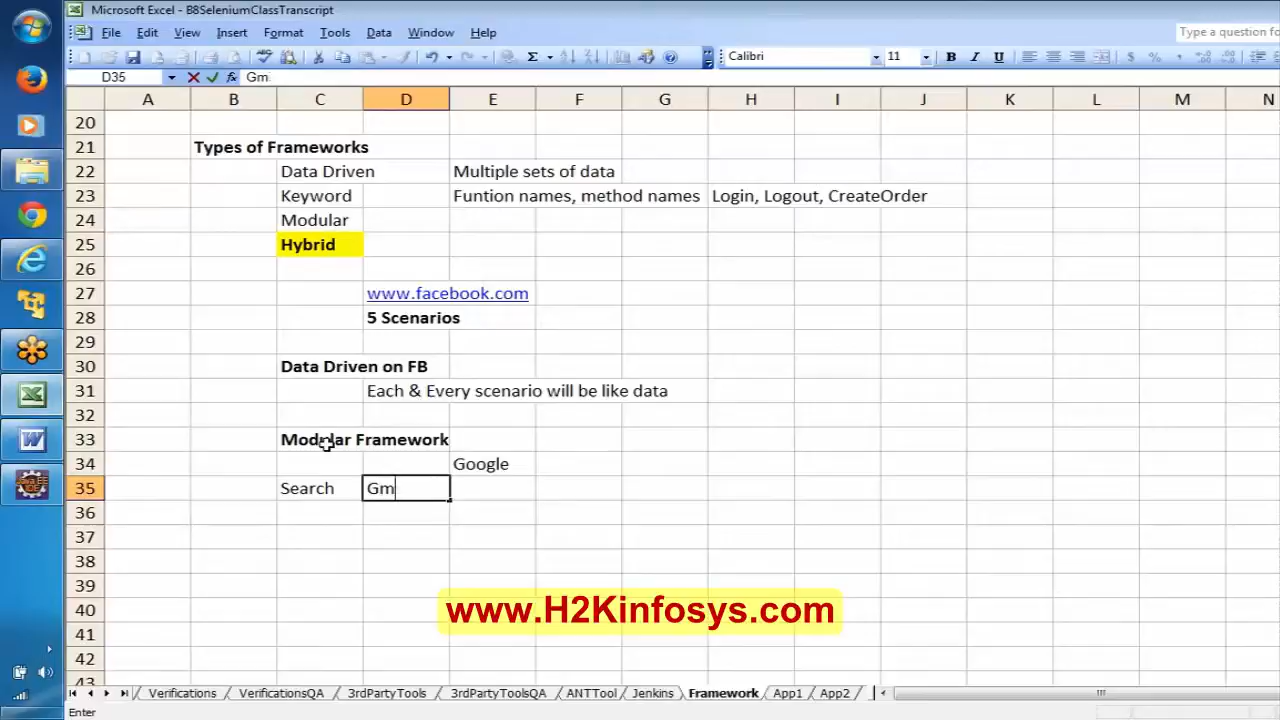 Microsoft Excel - B8SeleniumClassTranscript
File Edit View Insert Format Tools Data Window Help Type a question fo
Calibri 11 B I U $ %
D35 fx Gm
A B C D E F G H I J K L M N
20
21 Types of Frameworks
22 Data Driven Multiple sets of data
23 Keyword Funtion names, method names Login, Logout, CreateOrder
24 Modular
25 Hybrid
26
27 www.facebook.com
28 5 Scenarios
29
30 Data Driven on FB
31 Each & Every scenario will be like data
32
33 Modular Framework
34 Google
35 Search Gm
36
37
38
39
40
41
42
43
www.H2Kinfosys.com
Verifications VerificationsQA 3rdPartyTools 3rdPartyToolsQA ANTTool Jenkins Framework App1 App2
Enter